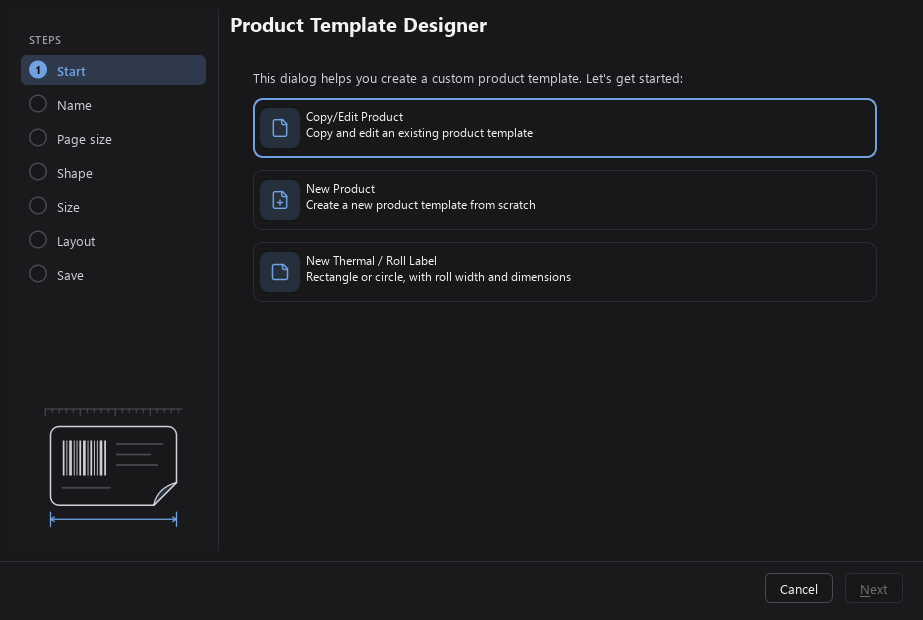 Product Template Designer
STEPS
1 Start
Name
Page size
Shape
Size
Layout
Save
This dialog helps you create a custom product template. Let's get started:
Copy/Edit Product
Copy and edit an existing product template
New Product
Create a new product template from scratch
New Thermal / Roll Label
Rectangle or circle, with roll width and dimensions
Cancel
Next